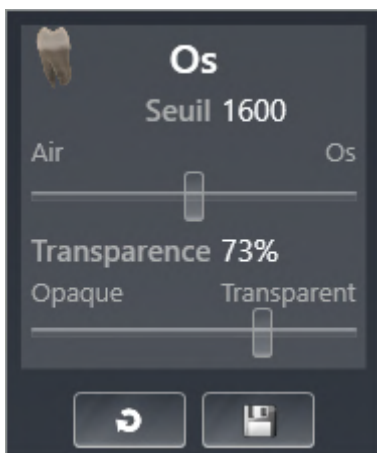 Os
Seuil 1600
Air Os
Transparence 73%
Opaque Transparent